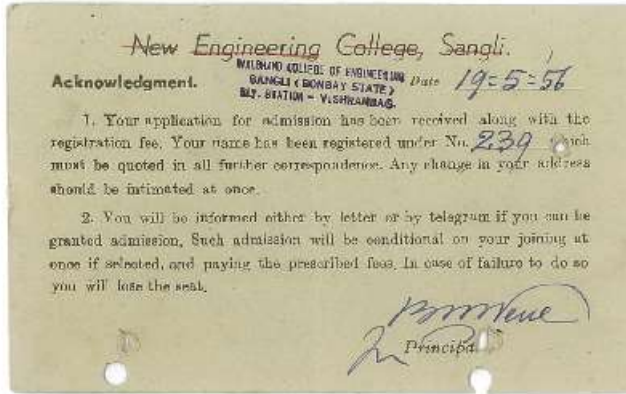 New Engineering College, Sangli.
WALCHAND COLLEGE OF ENGINEERING
SANGLI (BOMBAY STATE)
RLY. STATION - VISHRAMBAG.
Acknowledgment. Date 19=5=56
1. Your application for admission has been received along with the
registration fee. Your name has been registered under No. 239 which
must be quoted in all further correspondence. Any change in your address
should be intimated at once.
2. You will be informed either by letter or by telegram if you can be
granted admission. Such admission will be conditional on your joining at
once if selected, and paying the prescribed fees. In case of failure to do so
you will lose the seat.
Principal